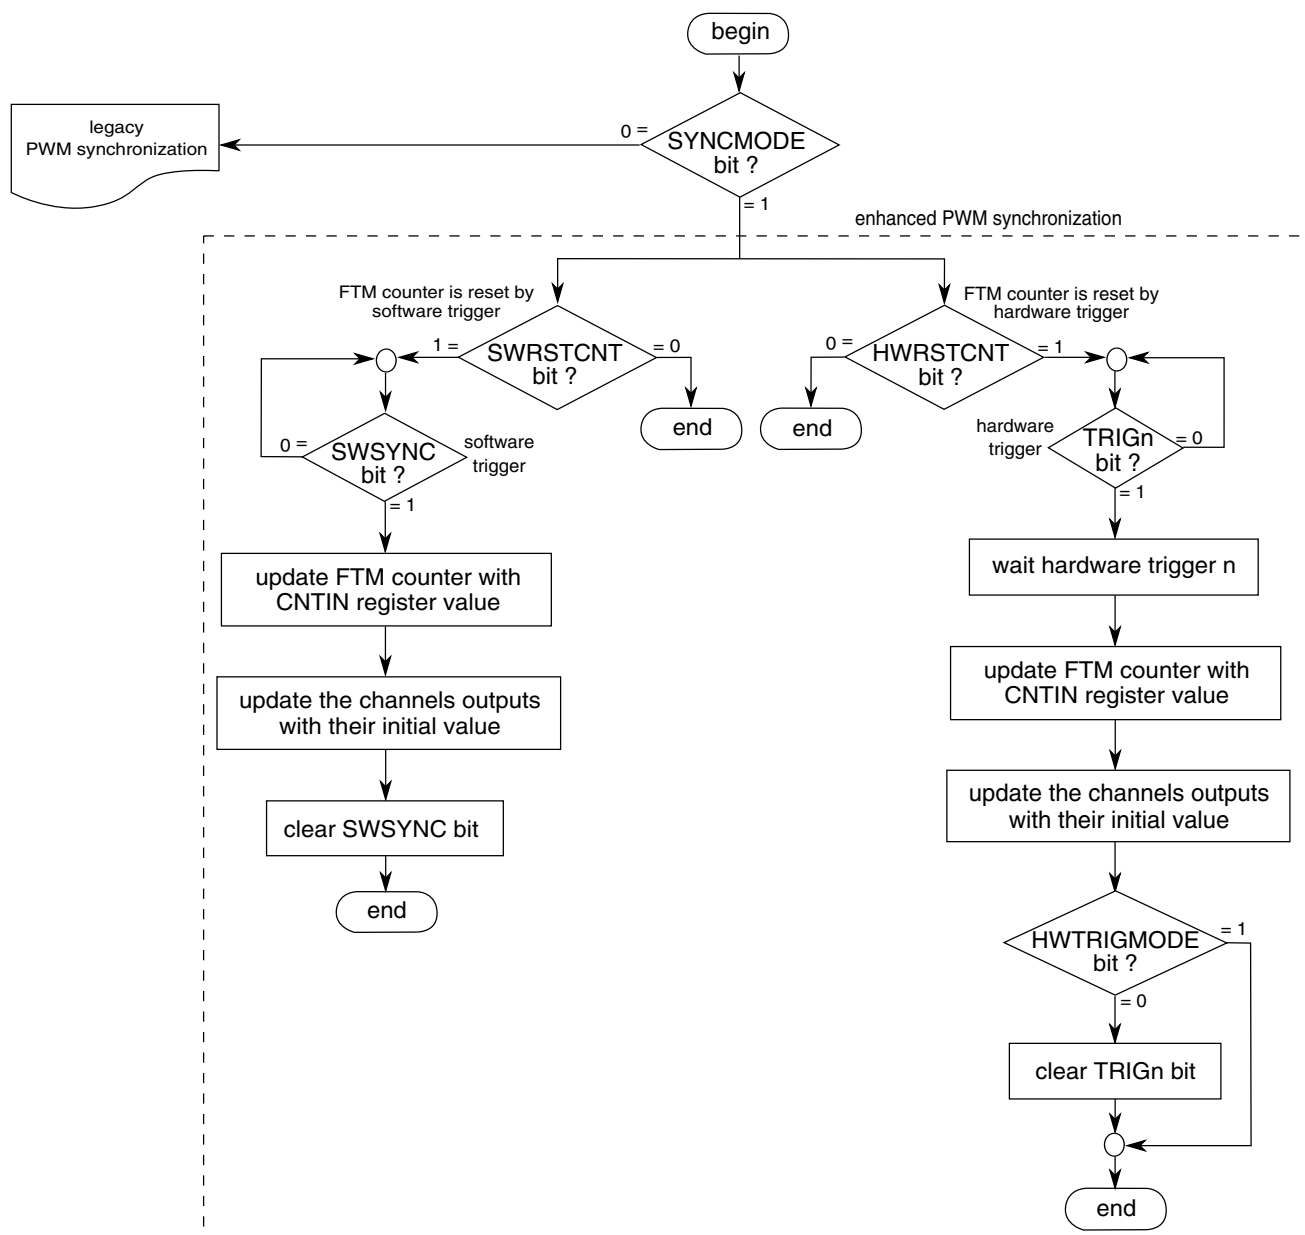 begin
legacy
PWM synchronization
0 =
SYNCMODE
bit ?
= 1
enhanced PWM synchronization
FTM counter is reset by
software trigger
1 =
SWRSTCNT
bit ?
= 0
end
FTM counter is reset by
hardware trigger
0 =
HWRSTCNT
bit ?
= 1
end
0 =
SWSYNC
bit ?
software
trigger
= 1
hardware
trigger
TRIGn
bit ?
= 0
= 1
update FTM counter with
CNTIN register value
update the channels outputs
with their initial value
clear SWSYNC bit
end
wait hardware trigger n
update FTM counter with
CNTIN register value
update the channels outputs
with their initial value
HWTRIGMODE
bit ?
= 1
= 0
clear TRIGn bit
end